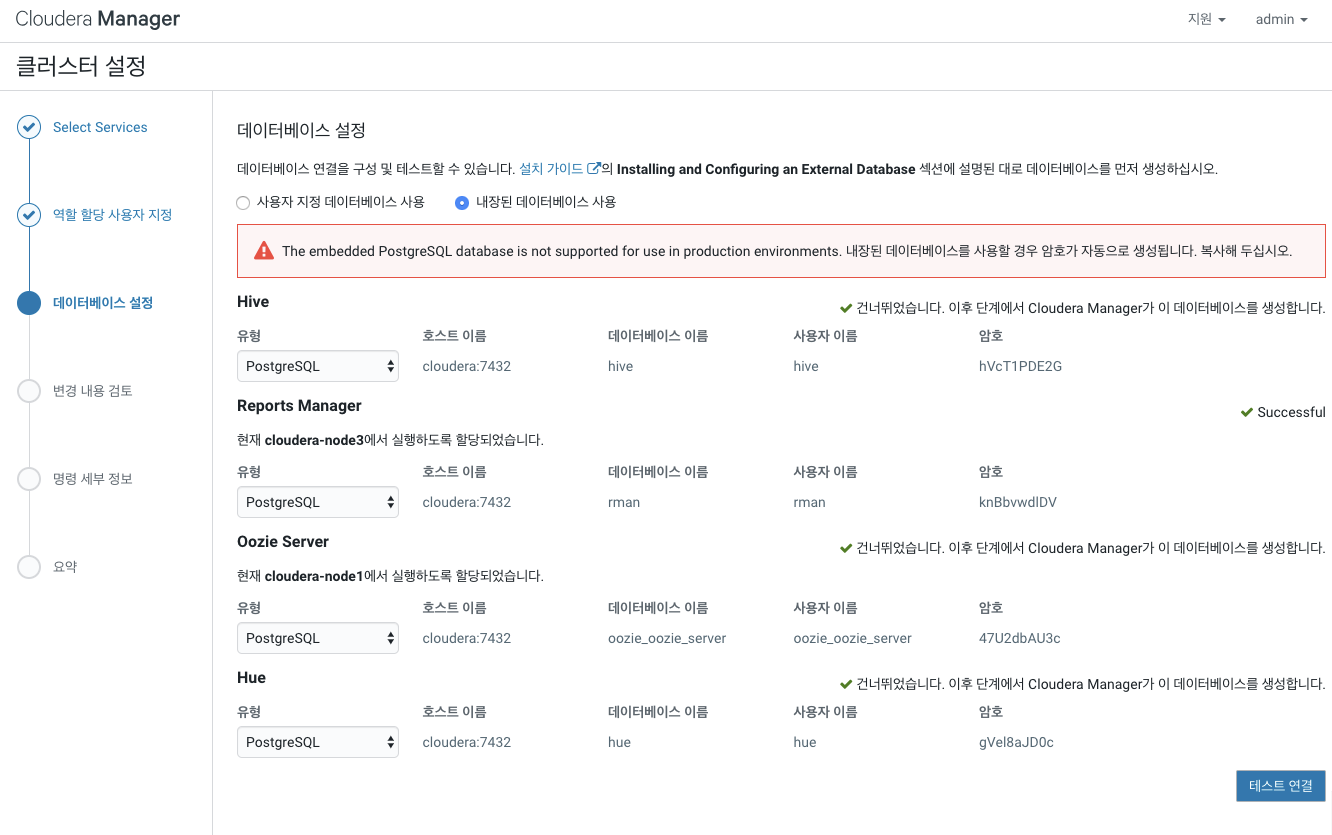 Cloudera Manager
지원 admin
클러스터 설정
Select Services
역할 할당 사용자 지정
데이터베이스 설정
변경 내용 검토
명령 세부 정보
요약
데이터베이스 설정
데이터베이스 연결을 구성 및 테스트할 수 있습니다. 설치 가이드의 Installing and Configuring an External Database 섹션에 설명된 대로 데이터베이스를 먼저 생성하십시오.
사용자 지정 데이터베이스 사용 내장된 데이터베이스 사용
The embedded PostgreSQL database is not supported for use in production environments. 내장된 데이터베이스를 사용할 경우 암호가 자동으로 생성됩니다. 복사해 두십시오.
Hive
건너뛰었습니다. 이후 단계에서 Cloudera Manager가 이 데이터베이스를 생성합니다.
유형 호스트 이름 데이터베이스 이름 사용자 이름 암호
PostgreSQL cloudera:7432 hive hive hVcT1PDE2G
Reports Manager
Successful
현재 cloudera-node3에서 실행하도록 할당되었습니다.
유형 호스트 이름 데이터베이스 이름 사용자 이름 암호
PostgreSQL cloudera:7432 rman rman knBbvwdIDV
Oozie Server
건너뛰었습니다. 이후 단계에서 Cloudera Manager가 이 데이터베이스를 생성합니다.
현재 cloudera-node1에서 실행하도록 할당되었습니다.
유형 호스트 이름 데이터베이스 이름 사용자 이름 암호
PostgreSQL cloudera:7432 oozie_oozie_server oozie_oozie_server 47U2dbAU3c
Hue
건너뛰었습니다. 이후 단계에서 Cloudera Manager가 이 데이터베이스를 생성합니다.
유형 호스트 이름 데이터베이스 이름 사용자 이름 암호
PostgreSQL cloudera:7432 hue hue gVel8aJD0c
테스트 연결